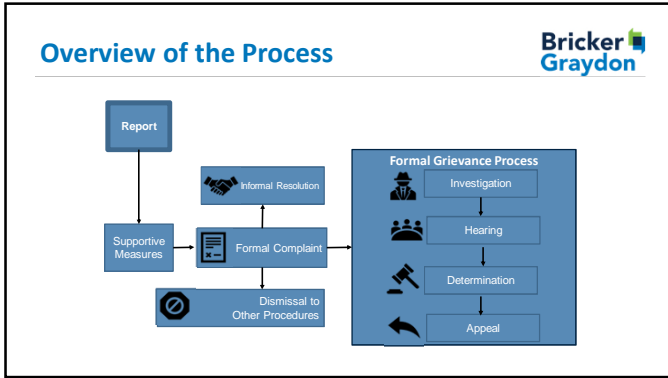 Overview of the Process
Bricker
Graydon
Report
Formal Grievance Process
Informal Resolution
Investigation
Supportive
Measures
Formal Complaint
Hearing
Dismissal to
Other Procedures
Determination
Appeal